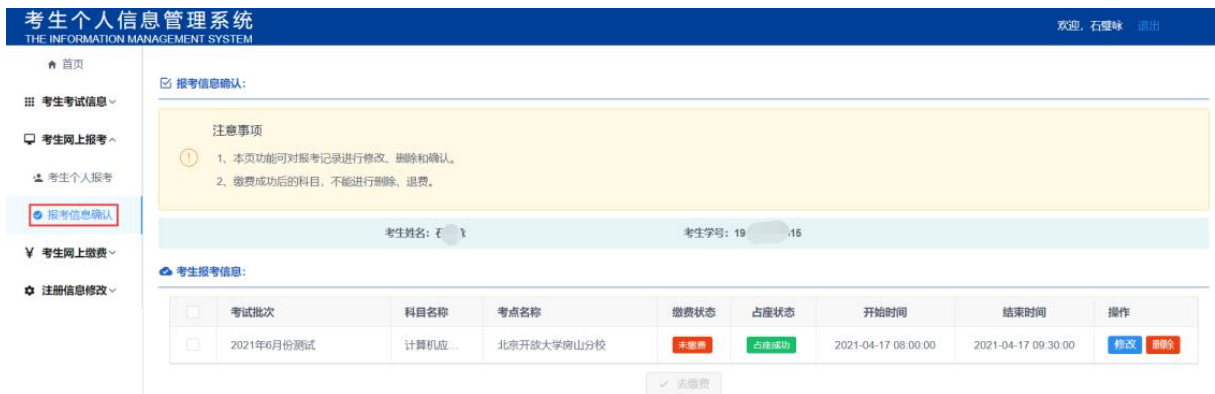 考生个人信息管理系统
THE INFORMATION MANAGEMENT SYSTEM
欢迎, 石璧咏 退出
首页
考生考试信息
考生网上报考
考生个人报考
报考信息确认
考生网上缴费
注册信息修改
报考信息确认:
注意事项
1、本页功能可对报考记录进行修改、删除和确认。
2、缴费成功后的科目, 不能进行删除、退费。
考生姓名: 考生学号: 19 15
考生报考信息:
考试批次 科目名称 考点名称 缴费状态 占座状态 开始时间 结束时间 操作
2021年6月份测试 计算机应... 北京开放大学房山分校 未缴费 占座成功 2021-04-17 08:00:00 2021-04-17 09:30:00 修改 删除
去缴费